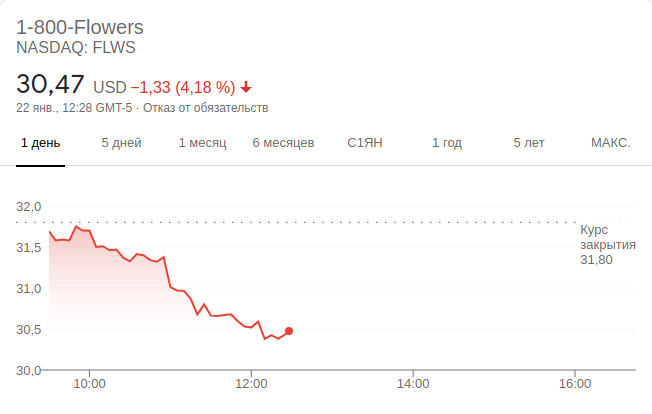 1-800-Flowers
NASDAQ: FLWS
30,47 USD −1,33 (4,18 %)
22 янв., 12:28 GMT-5 · Отказ от обязательств
1 день 5 дней 1 месяц 6 месяцев С1ЯН 1 год 5 лет МАКС.
32,0
Курс
закрытия
31,80
31,5
31,0
30,5
30,0
10:00 12:00 14:00 16:00